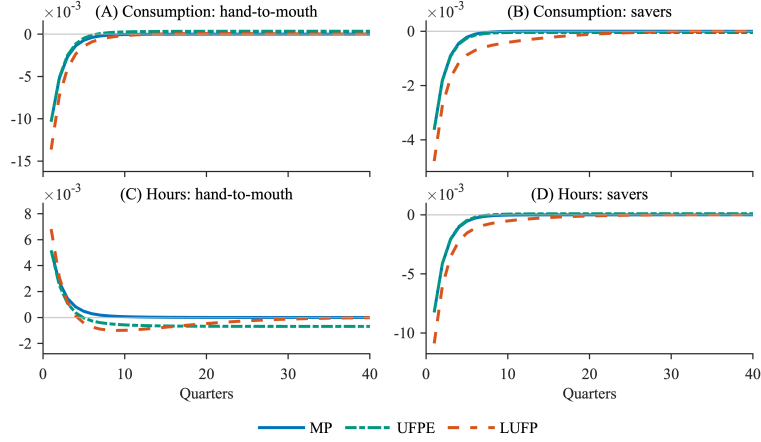 (A) Consumption: hand-to-mouth
×10⁻³
0
-5
-10
-15
(B) Consumption: savers
×10⁻³
0
-2
-4
(C) Hours: hand-to-mouth
×10⁻³
8
6
4
2
0
-2
0 10 20 30 40
Quarters
(D) Hours: savers
×10⁻³
0
-5
-10
0 10 20 30 40
Quarters
MP UFPE LUFP